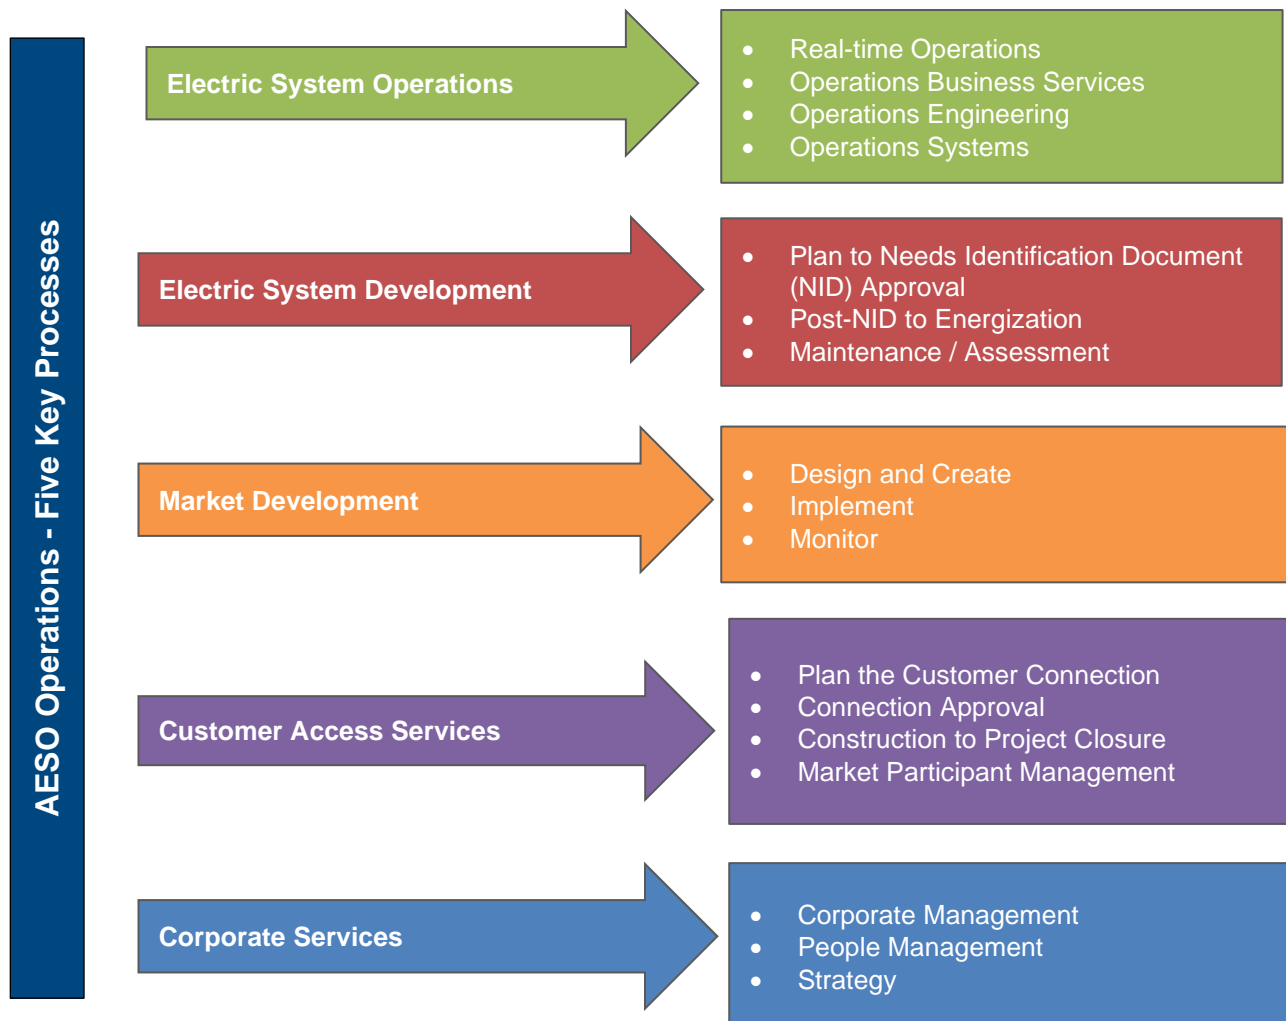 AESO Operations - Five Key Processes
Electric System Operations
• Real-time Operations
• Operations Business Services
• Operations Engineering
• Operations Systems
Electric System Development
• Plan to Needs Identification Document
(NID) Approval
• Post-NID to Energization
• Maintenance / Assessment
Market Development
• Design and Create
• Implement
• Monitor
Customer Access Services
• Plan the Customer Connection
• Connection Approval
• Construction to Project Closure
• Market Participant Management
Corporate Services
• Corporate Management
• People Management
• Strategy